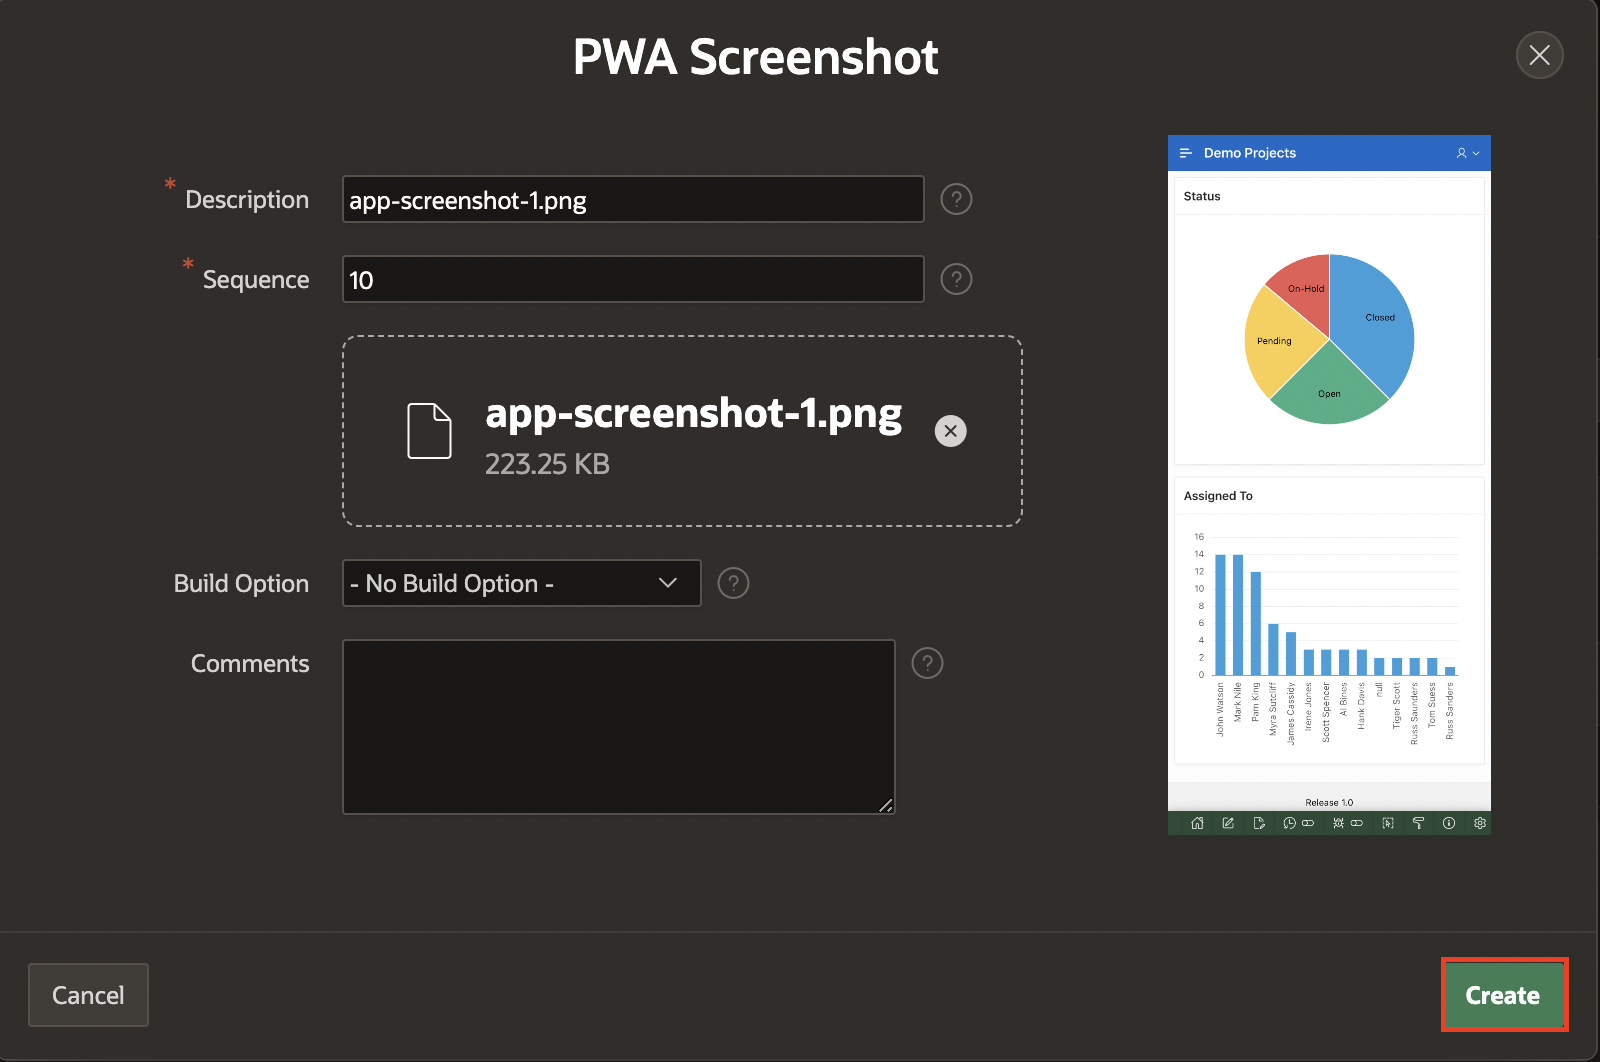 PWA Screenshot
* Description
app-screenshot-1.png
?
* Sequence
10
?
app-screenshot-1.png
223.25 KB
Build Option
- No Build Option -
?
Comments
?
Demo Projects
Status
On-Hold
Closed
Pending
Open
Assigned To
16
14
12
10
8
6
4
2
0
John Watson
Mark Nile
Pam King
Myra Sutcliff
James Cassidy
Irene Jones
Scott Spencer
Al Bines
Hank Davis
null
Tiger Scott
Russ Saunders
Tom Suess
Russ Sanders
Release 1.0
Cancel
Create